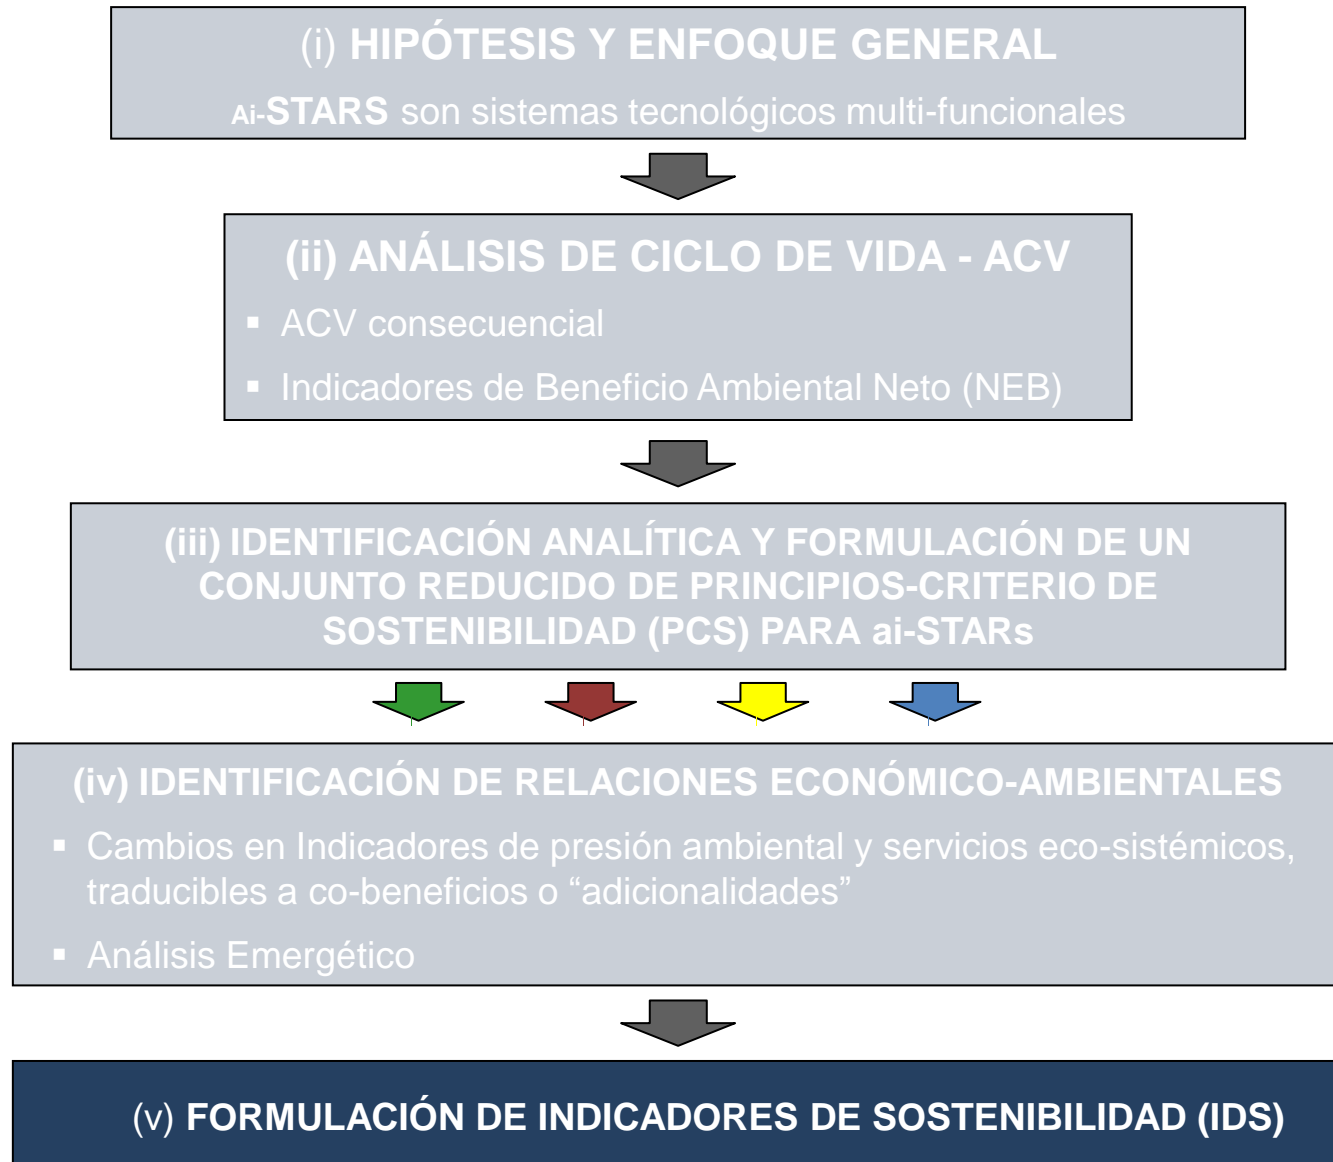 (i) HIPÓTESIS Y ENFOQUE GENERAL
Ai-STARS son sistemas tecnológicos multi-funcionales
(ii) ANÁLISIS DE CICLO DE VIDA - ACV
▪ ACV consecuencial
▪ Indicadores de Beneficio Ambiental Neto (NEB)
(iii) IDENTIFICACIÓN ANALÍTICA Y FORMULACIÓN DE UN
CONJUNTO REDUCIDO DE PRINCIPIOS-CRITERIO DE
SOSTENIBILIDAD (PCS) PARA ai-STARs
(iv) IDENTIFICACIÓN DE RELACIONES ECONÓMICO-AMBIENTALES
▪ Cambios en Indicadores de presión ambiental y servicios eco-sistémicos,
traducibles a co-beneficios o “adicionalidades”
▪ Análisis Emergético
(v) FORMULACIÓN DE INDICADORES DE SOSTENIBILIDAD (IDS)